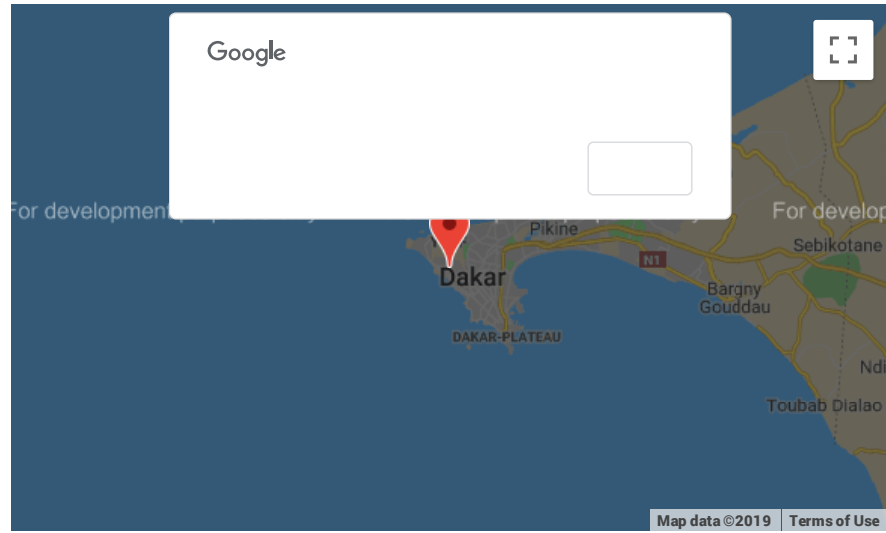 Google
For development
For develop
Pikine
Sebikotane
N1
Dakar
Bargny
Gouddau
DAKAR-PLATEAU
Ndi
Toubab Dialao
Map data ©2019
Terms of Use